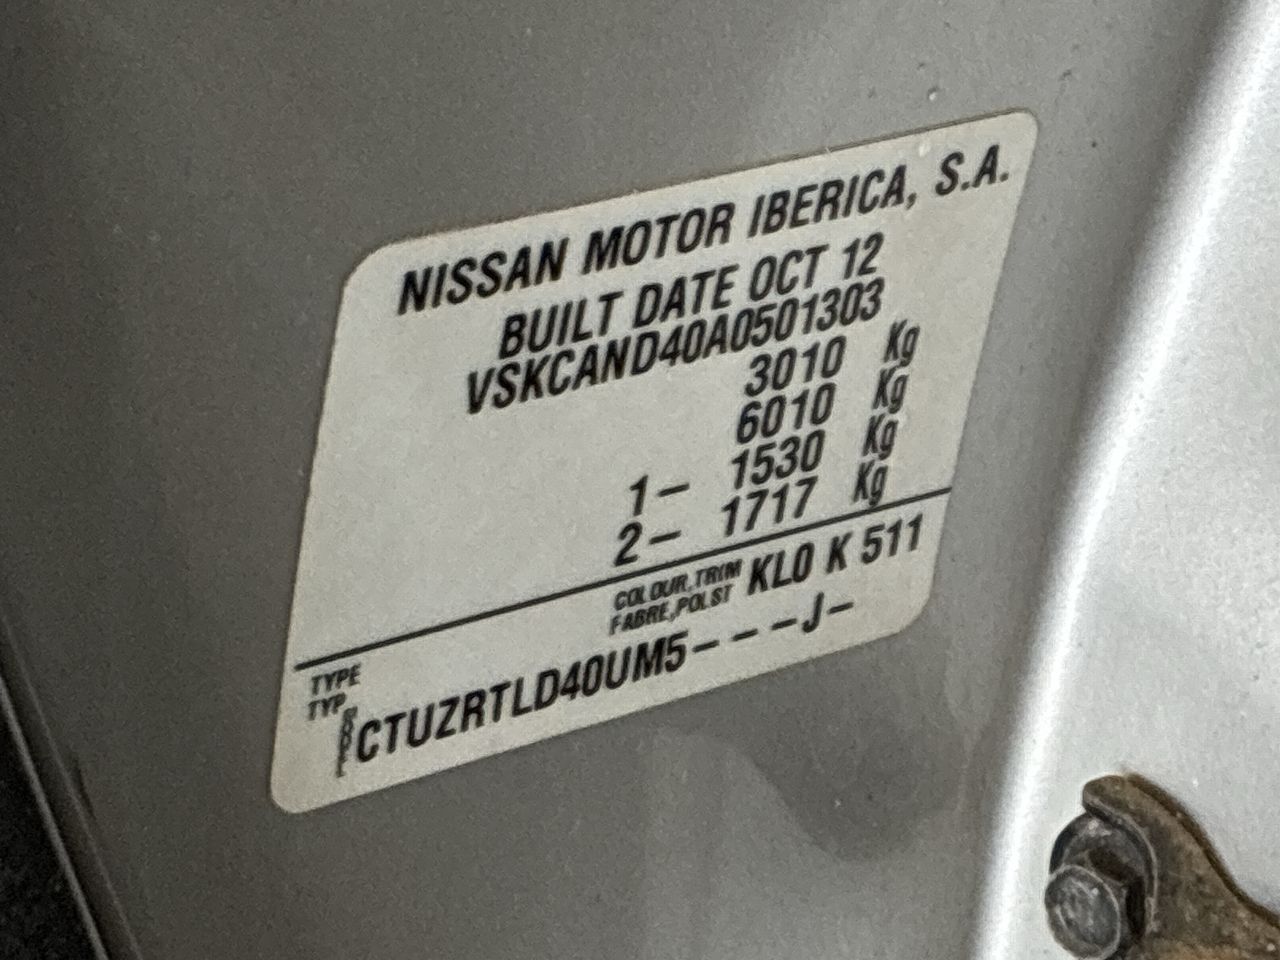 NISSAN MOTOR IBERICA, S.A.
BUILT DATE OCT 12
VSKCAND40A0501303
3010 Kg
6010 Kg
1- 1530 Kg
2- 1717 Kg
COLOUR,TRIM
FABRE,POLST
KL0 K 511
TYPE
TYP
MODEL
CTUZRTLD40UM5- - -J-